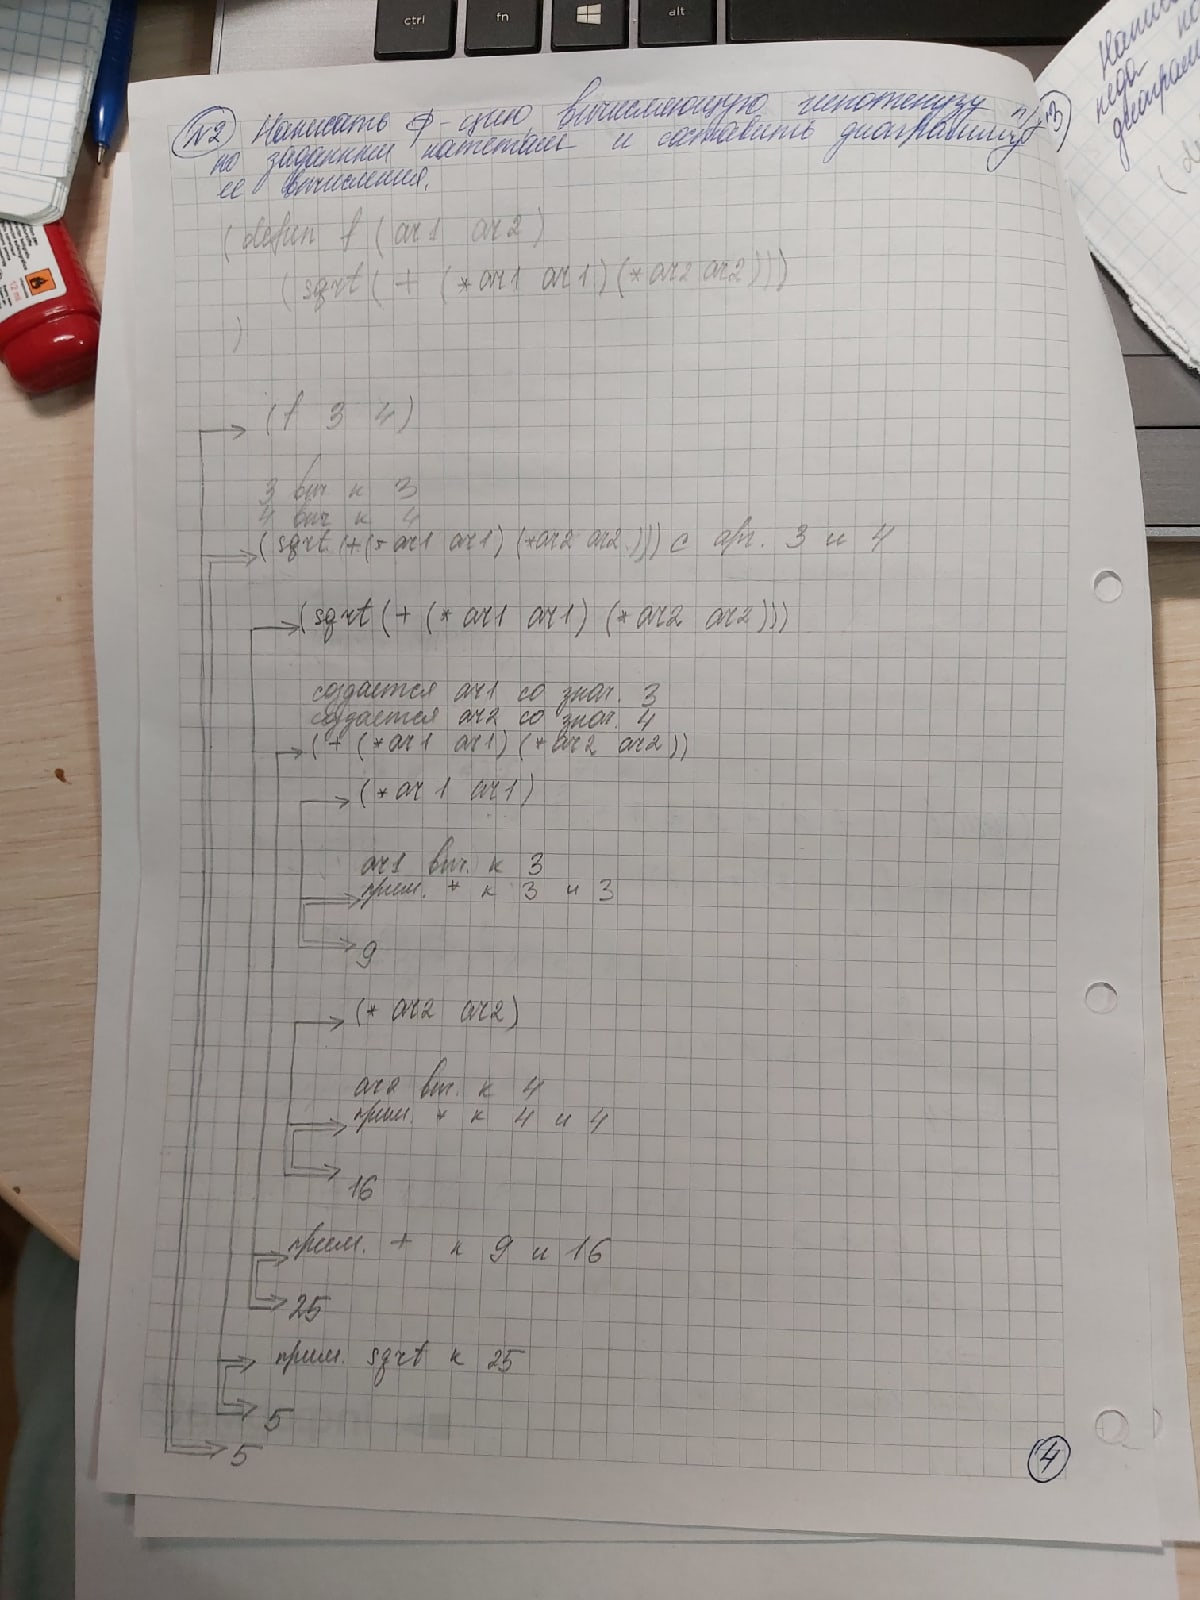 ctrl fn alt
№2 Написать ф-цию вычисляющую гипотенузу п/у Δ
по заданным катетам и составить диаграмму
ее вычисления.
(defun f (ar1 ar2)
(sqrt (+ (*ar1 ar1) (*ar2 ar2)))
)
(f 3 4)
3 выч к 3
4 выч к 4
(sqrt (+(*ar1 ar1) (*ar2 ar2))) с арг. 3 и 4
(sqrt (+ (* ar1 ar1) (* ar2 ar2)))
создается ar1 со знач. 3
создается ar2 со знач. 4
(+ (*ar1 ar1) (*ar2 ar2))
(*ar1 ar1)
ar1 выч. к 3
прим. * к 3 и 3
9
(* ar2 ar2)
ar2 выч. к 4
прим. * к 4 и 4
16
прим. + к 9 и 16
25
прим. sqrt к 25
5
5
4